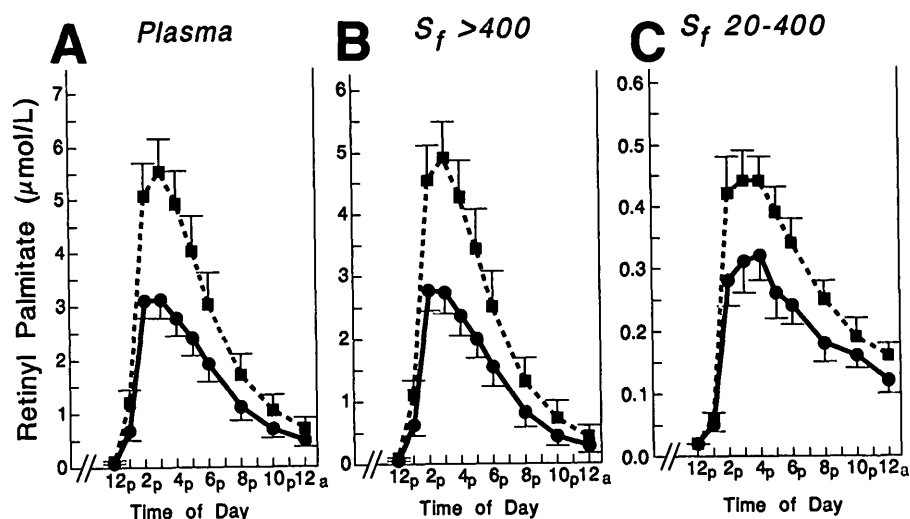 A Plasma
B Sf >400
C Sf 20-400
Retinyl Palmitate (μmol/L)
7
6
5
4
3
2
1
0
6
5
4
3
2
1
0
0.6
0.5
0.4
0.3
0.2
0.1
0.0
12p 2p 4p 6p 8p 10p 12a
12p 2p 4p 6p 8p 10p 12a
12p 2p 4p 6p 8p 10p 12a
Time of Day
Time of Day
Time of Day